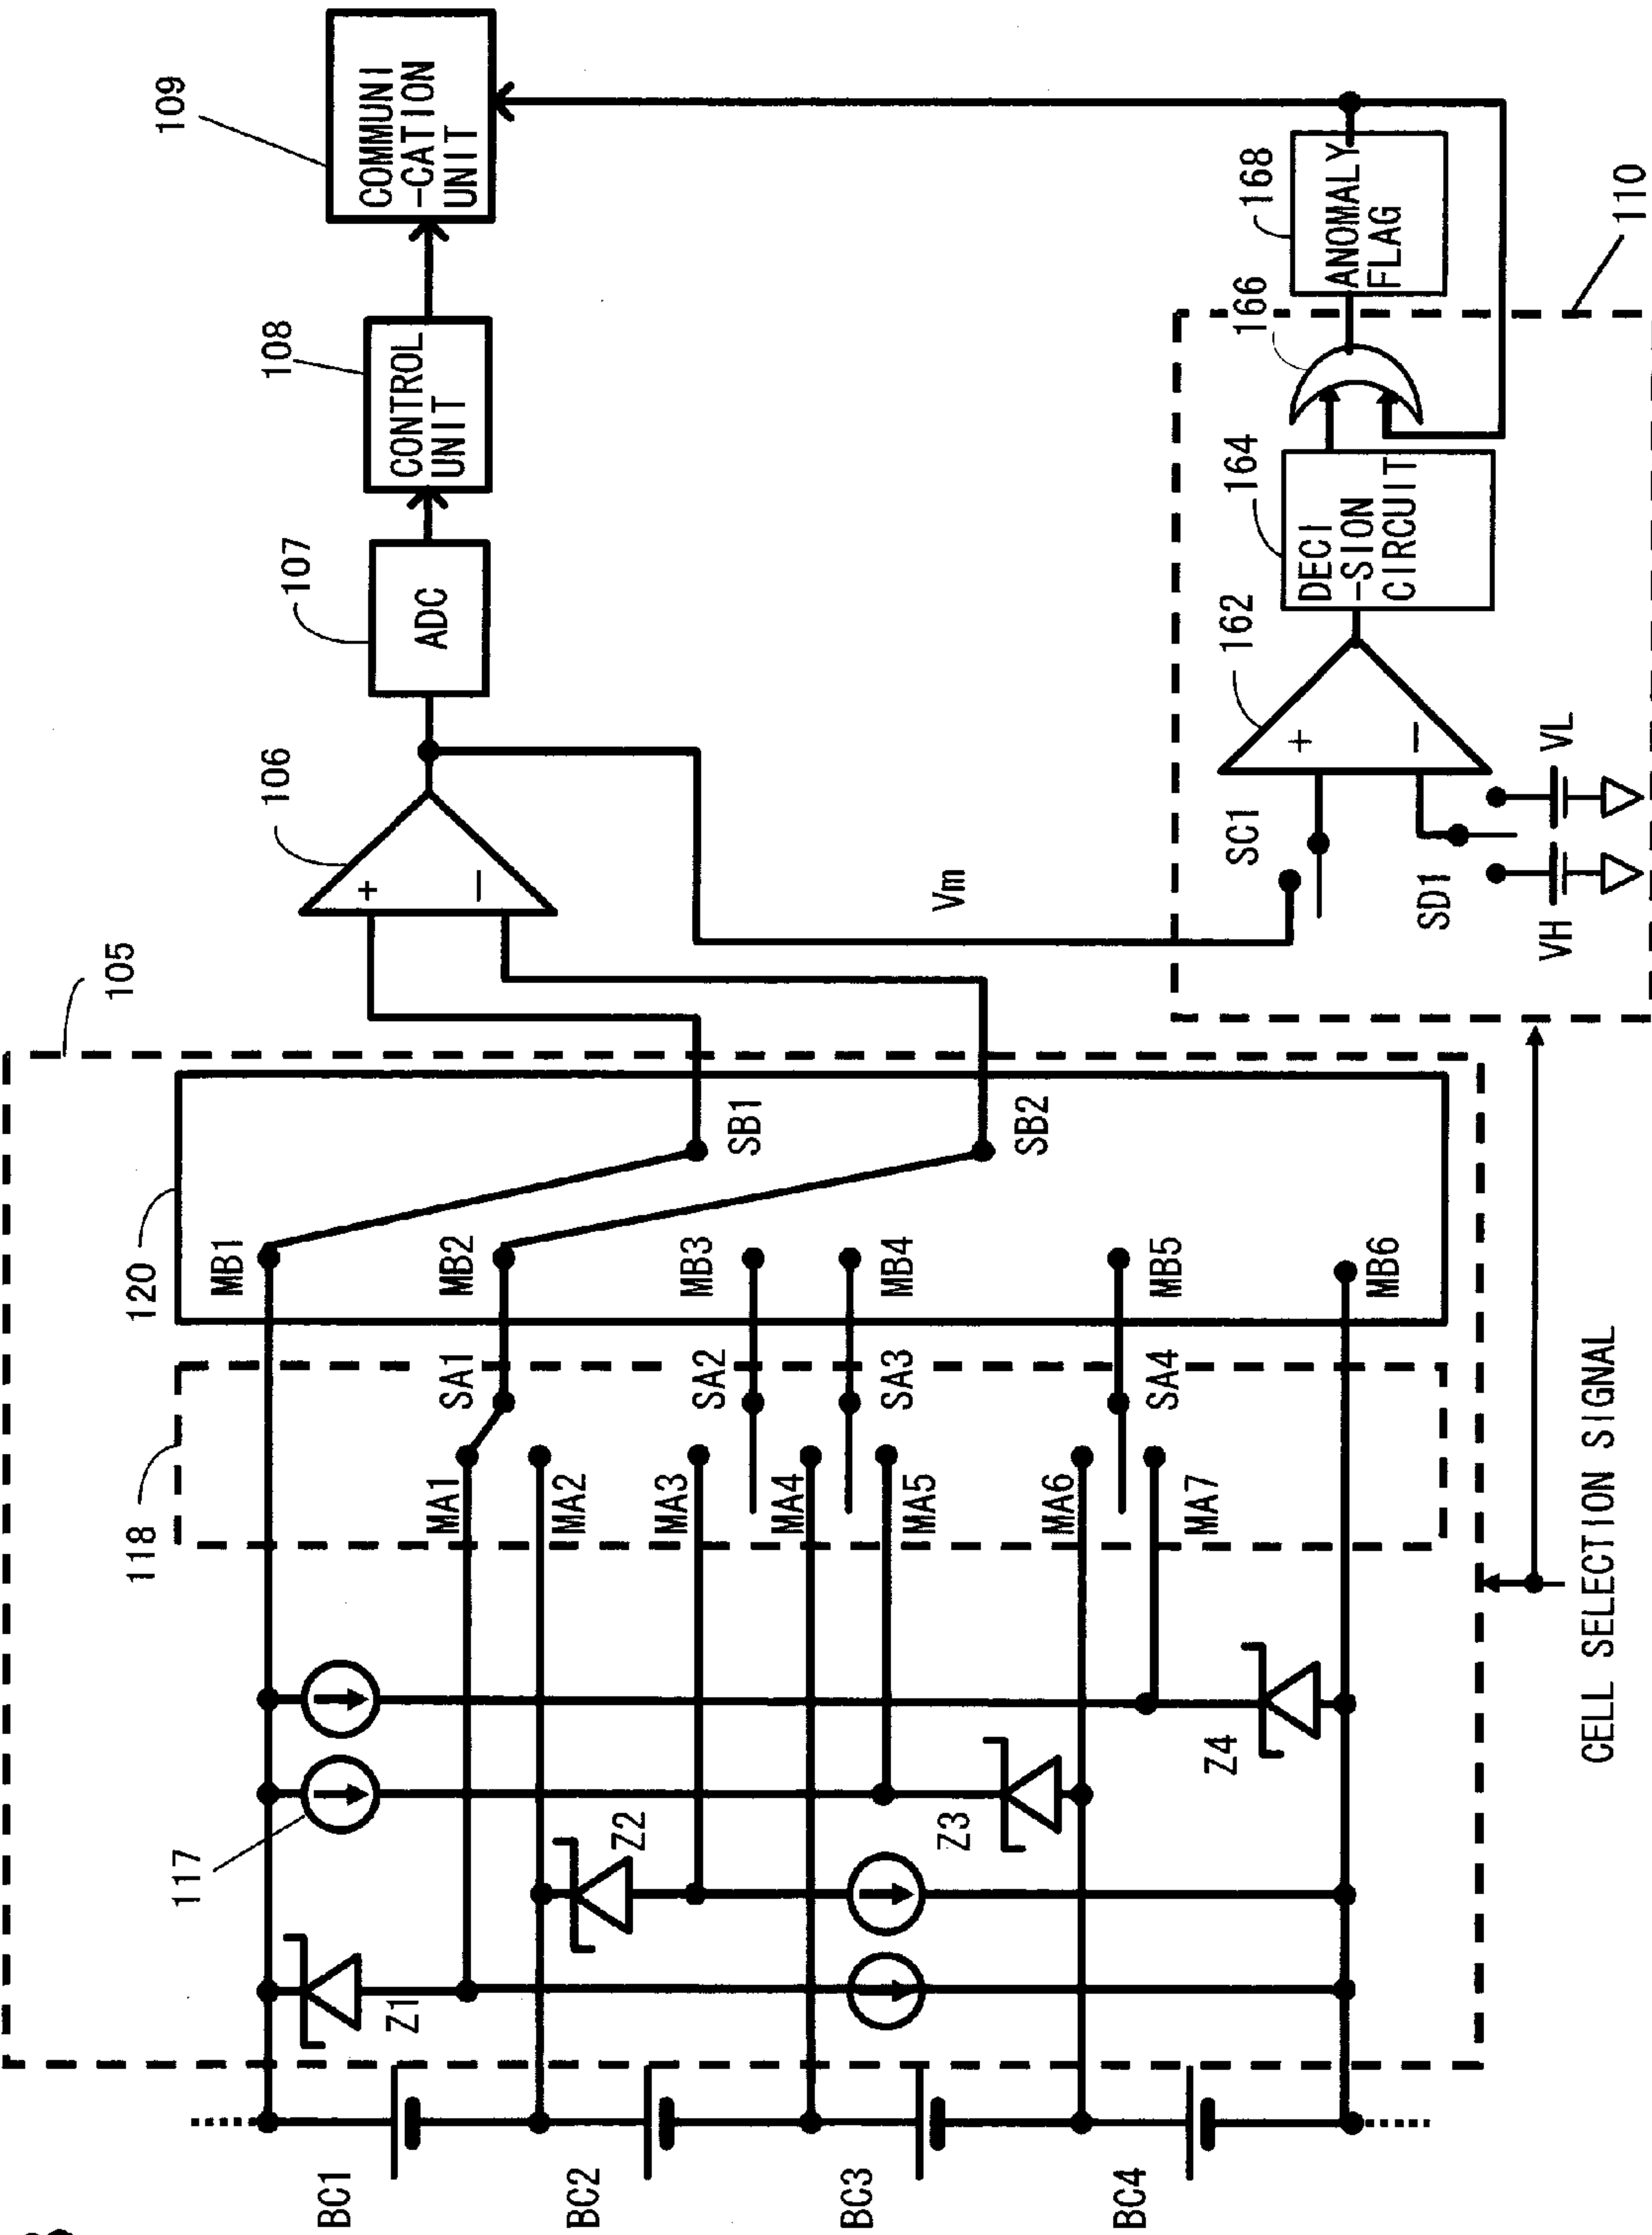 109
COMMUNI
-CATION
UNIT
108
CONTROL
UNIT
107
ADC
106
+
−
105
120
118
117
MB1
MB2
MB3
MB4
MB5
MB6
SB1
SB2
SA1
SA2
SA3
SA4
MA1
MA2
MA3
MA4
MA5
MA6
MA7
Z1
Z2
Z3
Z4
BC1
BC2
BC3
BC4
Vm
SC1
SD1
VH
VL
162
+
−
164
DECI
-SION
CIRCUIT
166
168
ANOMALY
FLAG
110
CELL SELECTION SIGNAL